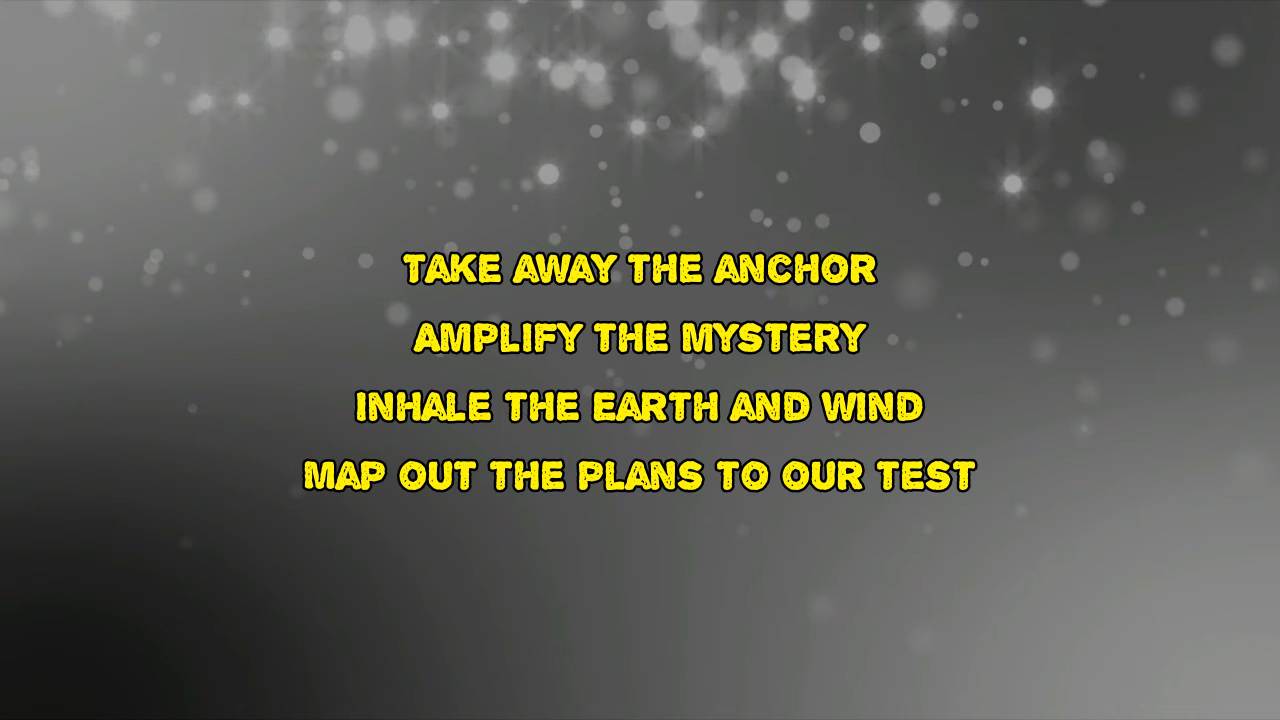 TAKE AWAY THE ANCHOR
AMPLIFY THE MYSTERY
INHALE THE EARTH AND WIND
MAP OUT THE PLANS TO OUR TEST